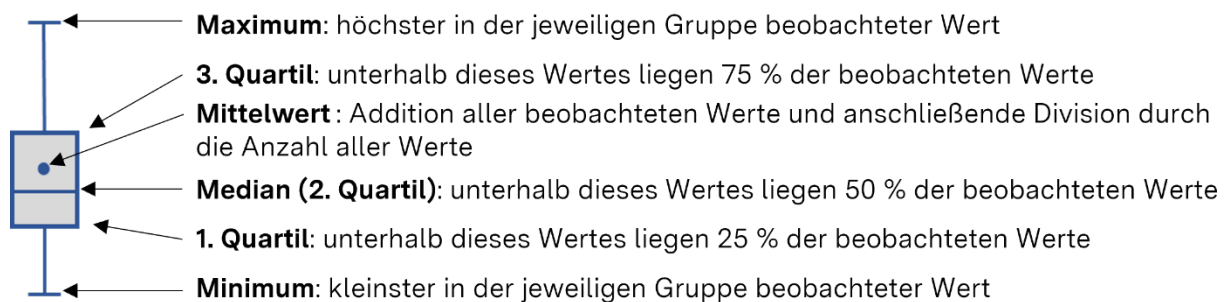 Maximum: höchster in der jeweiligen Gruppe beobachteter Wert
3. Quartil: unterhalb dieses Wertes liegen 75 % der beobachteten Werte
Mittelwert : Addition aller beobachteten Werte und anschließende Division durch
die Anzahl aller Werte
Median (2. Quartil): unterhalb dieses Wertes liegen 50 % der beobachteten Werte
1. Quartil: unterhalb dieses Wertes liegen 25 % der beobachteten Werte
Minimum: kleinster in der jeweiligen Gruppe beobachteter Wert